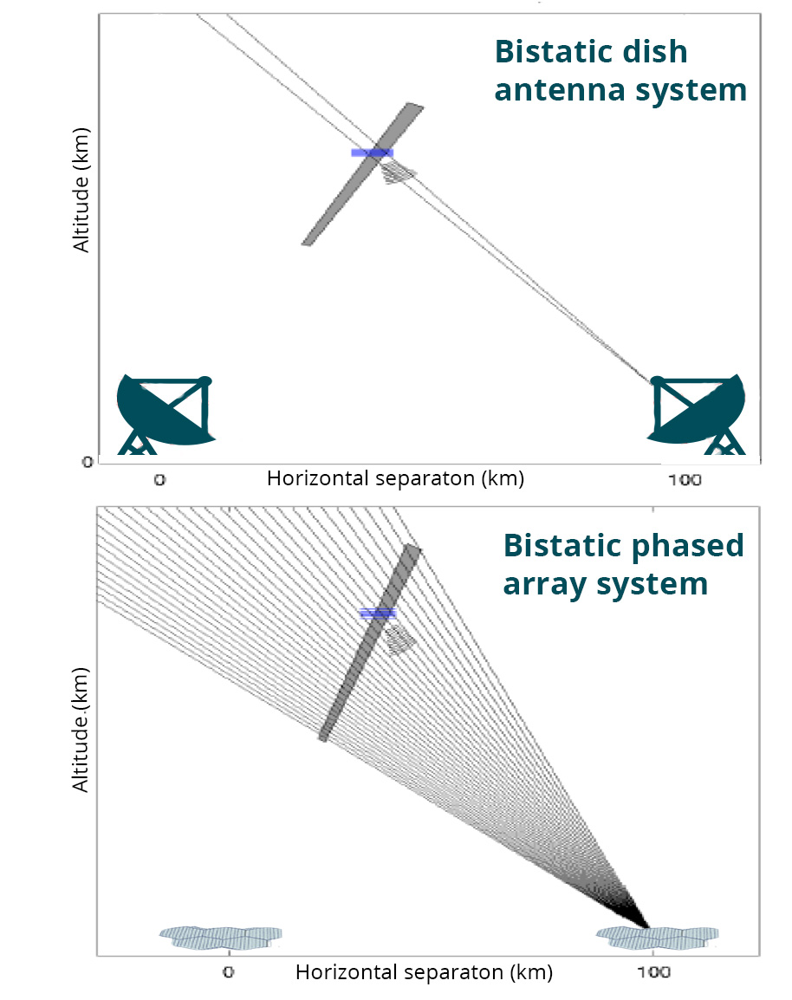 Bistatic dish
antenna system
Altitude (km)
0
0
Horizontal separaton (km)
100
Bistatic phased
array system
Altitude.(km)
0
Horizontal separaton (km)
100